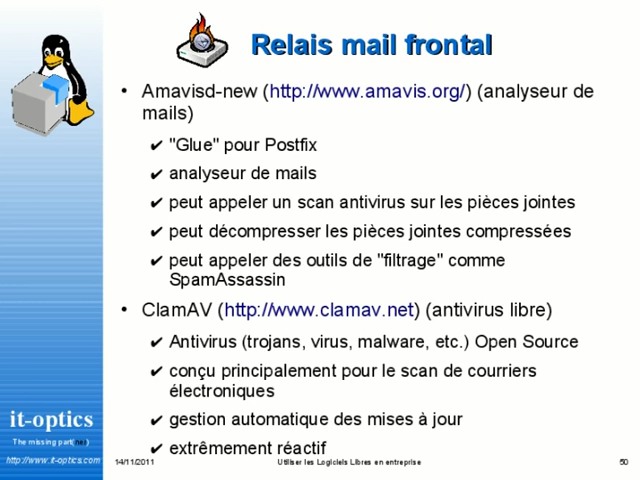 Relais mail frontal
• Amavisd-new (http://www.amavis.org/) (analyseur de
mails)
✔ "Glue" pour Postfix
✔ analyseur de mails
✔ peut appeler un scan antivirus sur les pièces jointes
✔ peut décompresser les pièces jointes compressées
✔ peut appeler des outils de "filtrage" comme
SpamAssassin
• ClamAV (http://www.clamav.net) (antivirus libre)
✔ Antivirus (trojans, virus, malware, etc.) Open Source
✔ conçu principalement pour le scan de courriers
électroniques
✔ gestion automatique des mises à jour
✔ extrêmement réactif
it-optics
The missing part(ner)
http://www.it-optics.com
14/11/2011
Utiliser les Logiciels Libres en entreprise
50